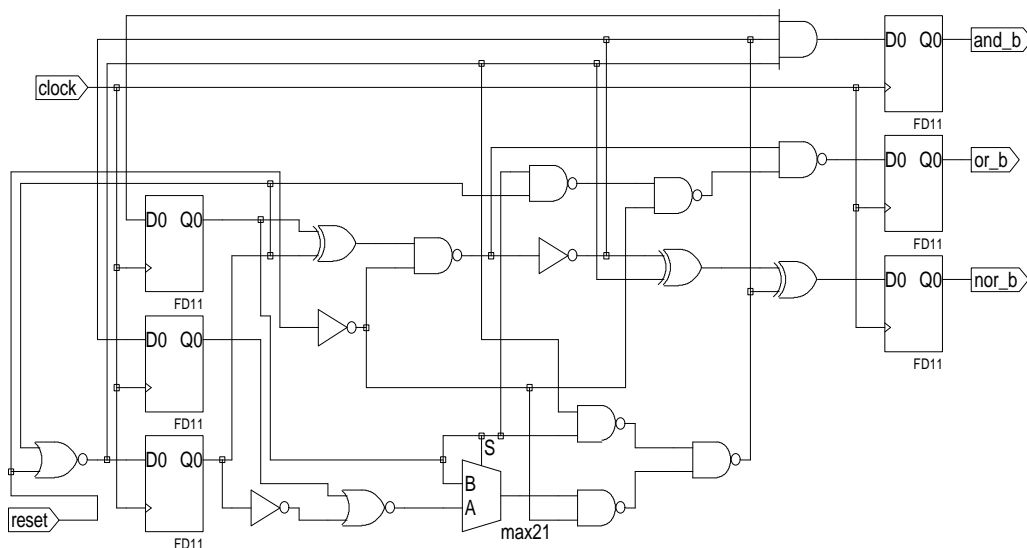 D0 Q0 and_b
clock
FD11
D0 Q0 or_b
D0 Q0
FD11
D0 Q0 nor_b
FD11
D0 Q0
FD11
FD11
S
D0 Q0
B
A
reset
max21
FD11